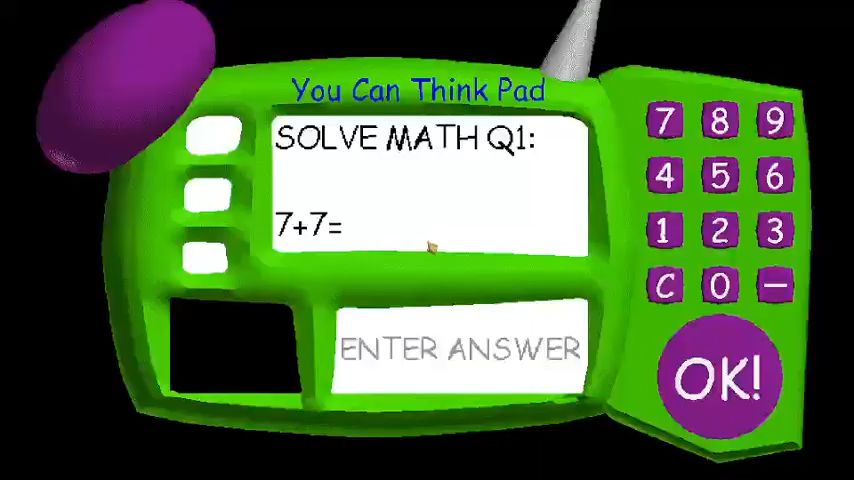 You Can Think Pad
SOLVE MATH Q1:
7+7=
ENTER ANSWER
7 8 9
4 5 6
1 2 3
C 0 –
OK!